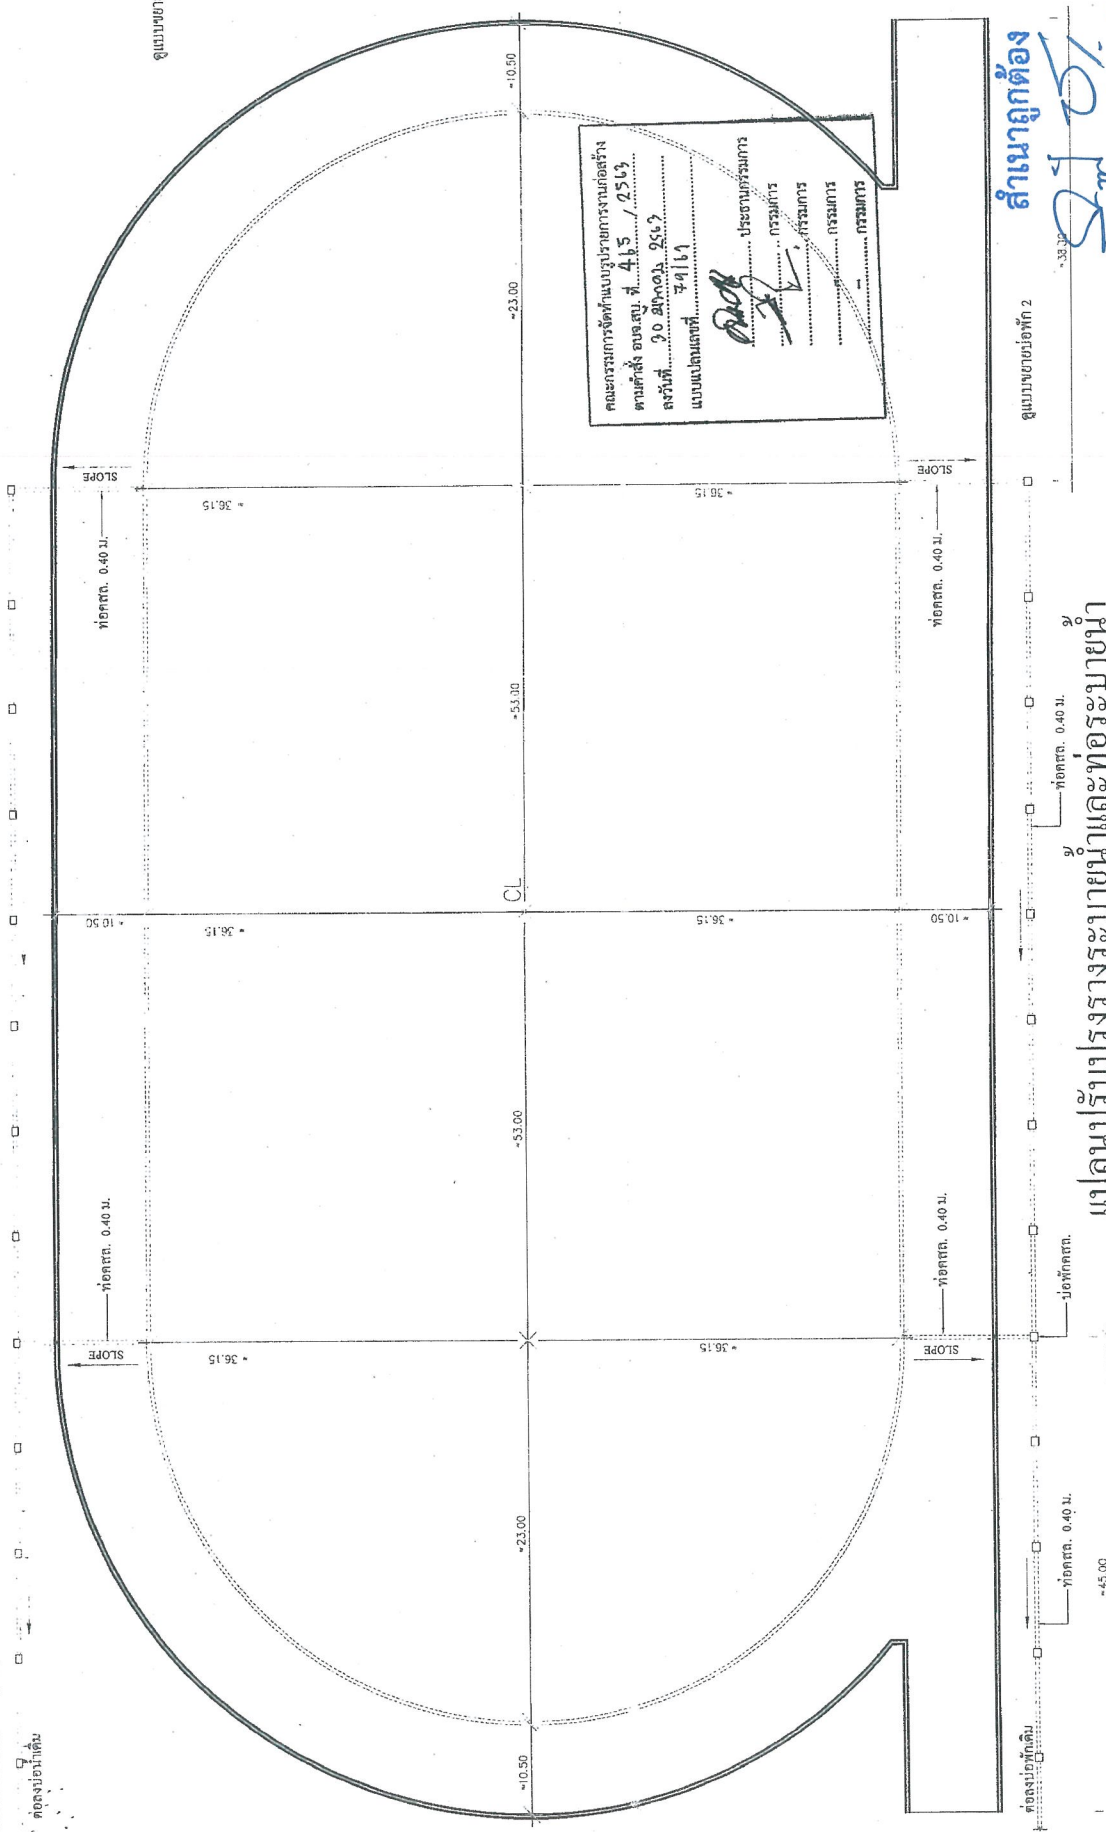 ดูแบบขยา
ต่อลงบ่อน้ำเดิม
ท่อคสล. 0.40 ม.
ท่อคสล. 0.40 ม.
SLOPE
SLOPE
≈10.50
≈36.15
≈36.15
≈36.15
≈10.50
≈23.00
≈53.00
CL
≈53.00
≈23.00
≈10.50
≈36.15
≈36.15
≈36.15
≈10.50
SLOPE
SLOPE
ท่อคสล. 0.40 ม.
ท่อคสล. 0.40 ม.
คณะกรรมการจัดทำแบบรูปรายการงานก่อสร้าง
ตามคำสั่ง อบจ.สบ. ที่ 465 / 2563
ลงวันที่
แบบแปลนเลขที่
ประธานกรรมการ
กรรมการ
กรรมการ
กรรมการ
- กรรมการ
สำเนาถูกต้อง
ต่อลงบ่อพักเดิม
ดูแบบขยายบ่อพัก 2
≈38.00
ท่อคสล. 0.40 ม.
บ่อพักคสล.
ท่อคสล. 0.40 ม.
≈45.00
แปลนปรับปรุงรางระบายน้ำและท่อระบายน้ำ